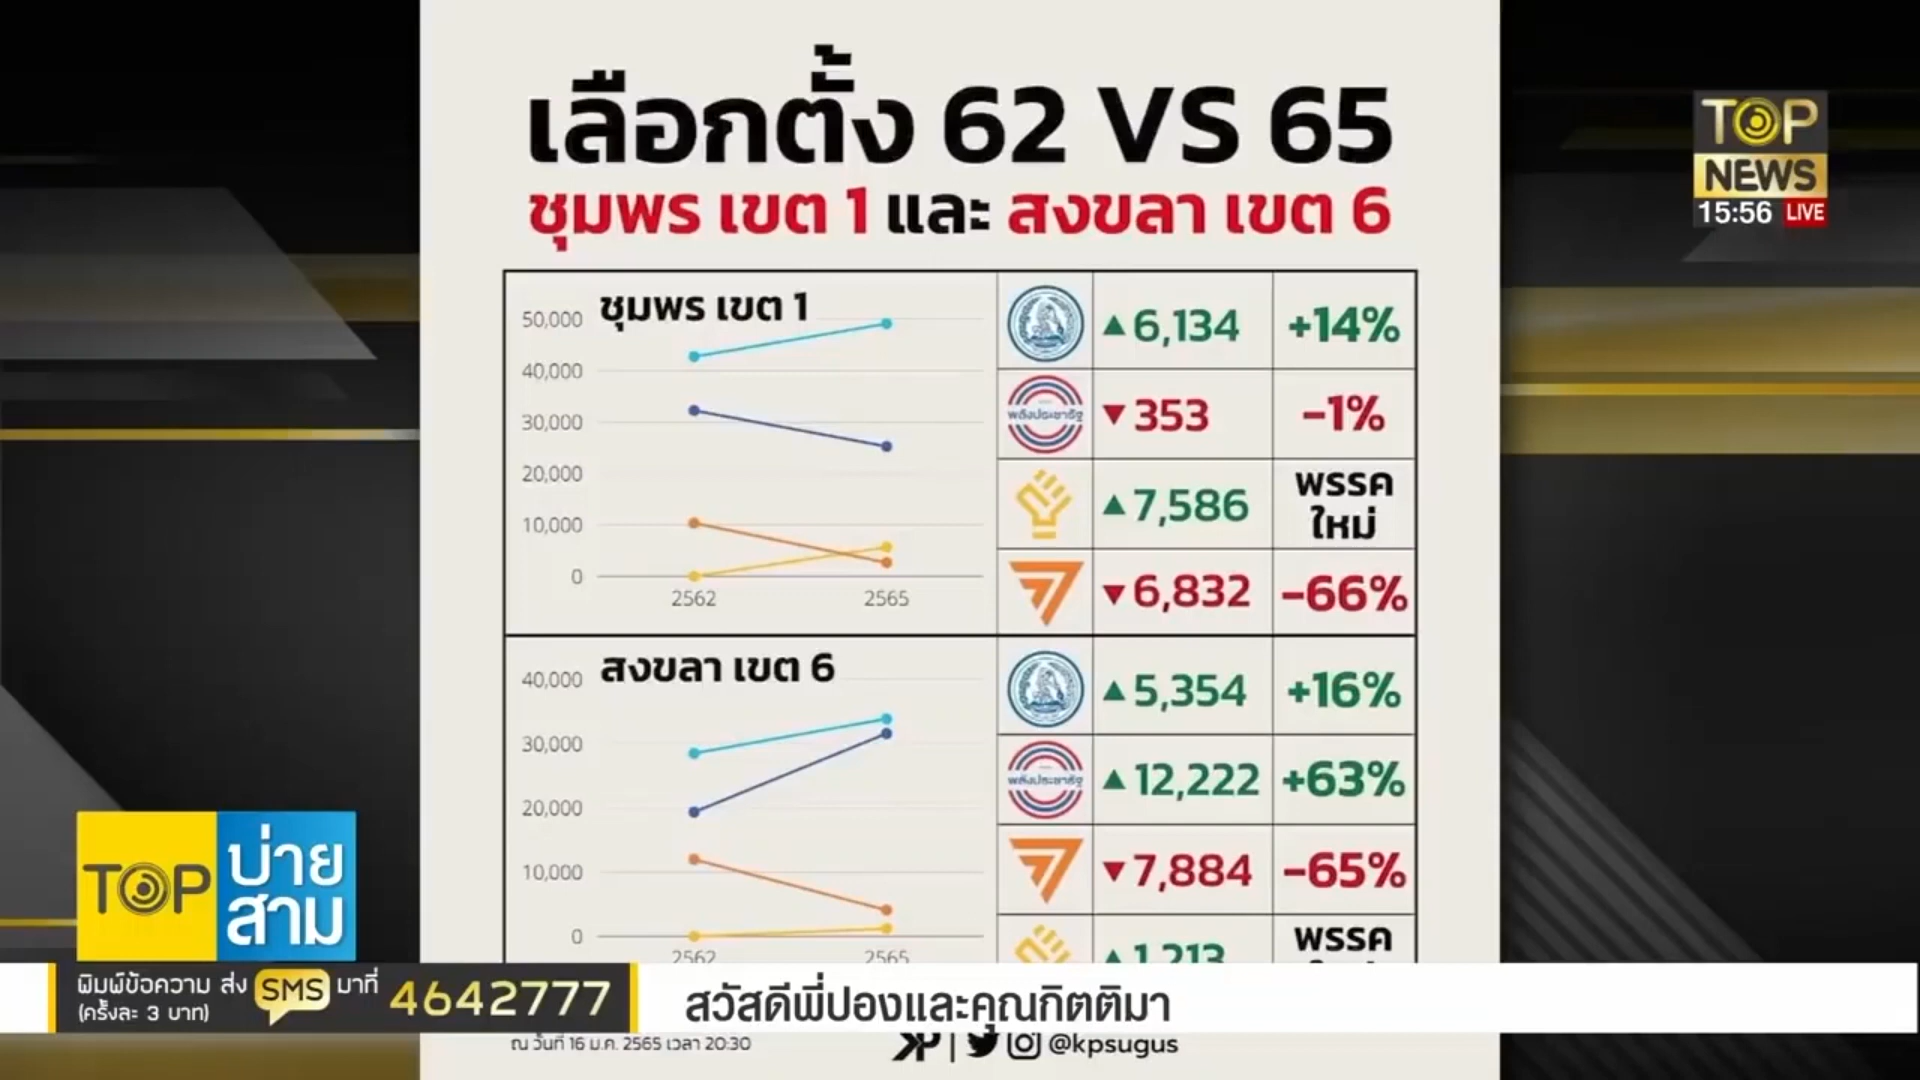 เลือกตั้ง 62 VS 65
ชุมพร เขต 1 และ สงขลา เขต 6
TOP
NEWS
15:56 LIVE
ชุมพร เขต 1
50,000
40,000
30,000
20,000
10,000
0
2562 2565
▲6,134 +14%
พลังประชารัฐ ▼353 -1%
▲7,586 พรรค
ใหม่
▼6,832 -66%
สงขลา เขต 6
40,000
30,000
20,000
10,000
0
2562 2565
▲5,354 +16%
พลังประชารัฐ ▲12,222 +63%
▼7,884 -65%
▲1,213 พรรค
TOP บ่าย
สาม
พิมพ์ข้อความ ส่ง SMS มาที่ 4642777
(ครั้งละ 3 บาท)
สวัสดีพี่ปองและคุณกิตติมา
ณ วันที่ 16 ม.ค. 2565 เวลา 20:30
KP | @kpsugus